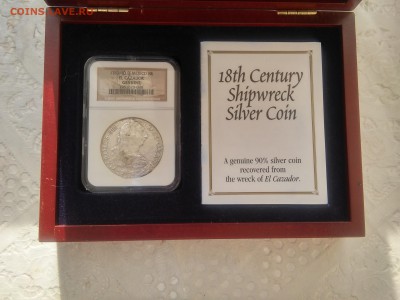 COINS.SAVE.RU
EL CAZADOR
18th Century
Shipwreck
Silver Coin
A genuine 90% silver coin
recovered from
the wreck of El Cazador.